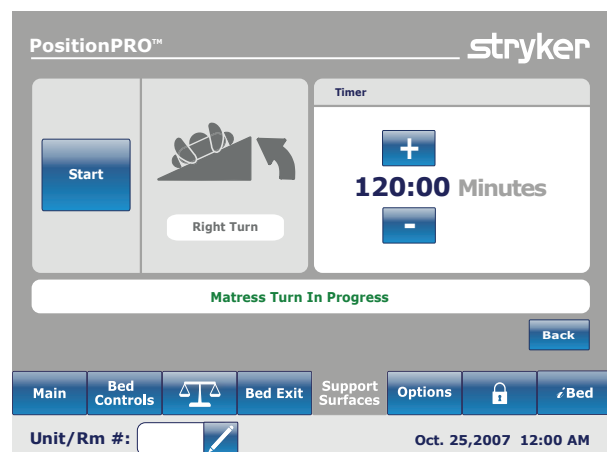 PositionPRO™
stryker
Timer
Start
+
120:00 Minutes
-
Right Turn
Matress Turn In Progress
Back
Main
Bed
Controls
Bed Exit
Support
Surfaces
Options
iBed
Unit/Rm #:
Oct. 25,2007 12:00 AM